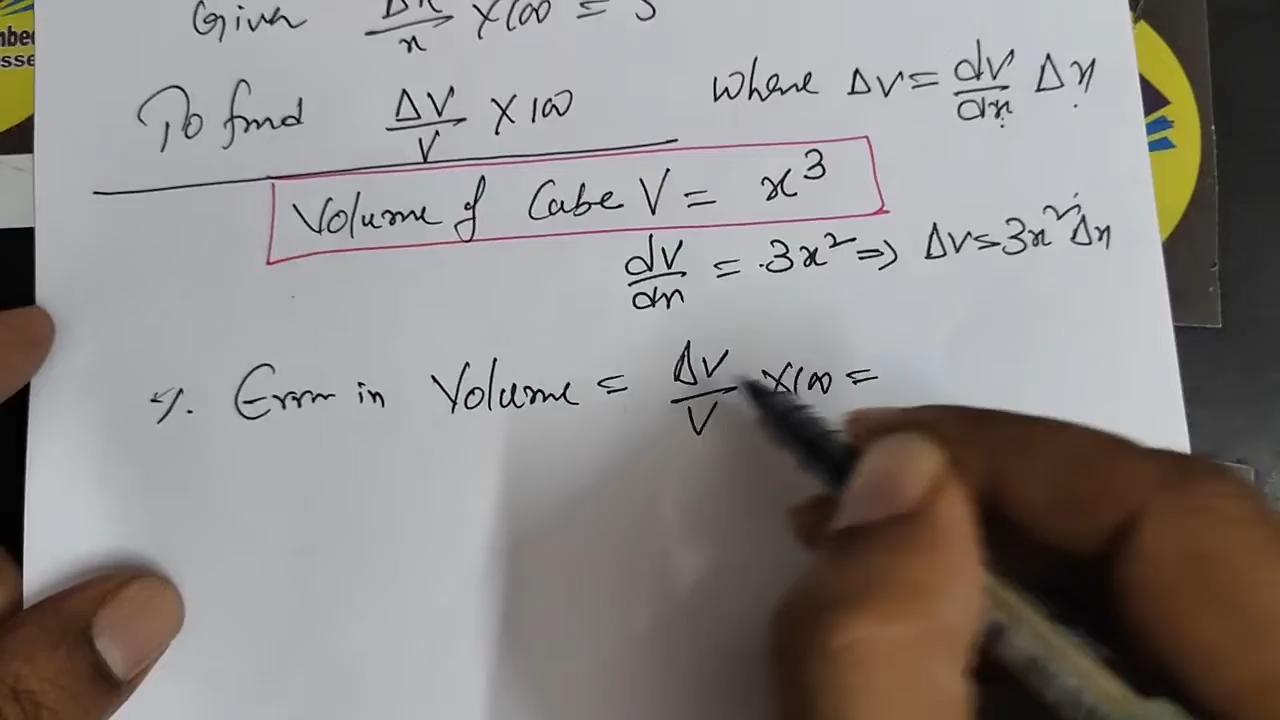 Given Δx/x ×100 = 3
To find ΔV/V ×100 where ΔV = dV/dx Δx
Volume of Cube V = x³
dV/dx = 3x² => ΔV = 3x² Δx
%. Error in Volume = ΔV/V ×100 =